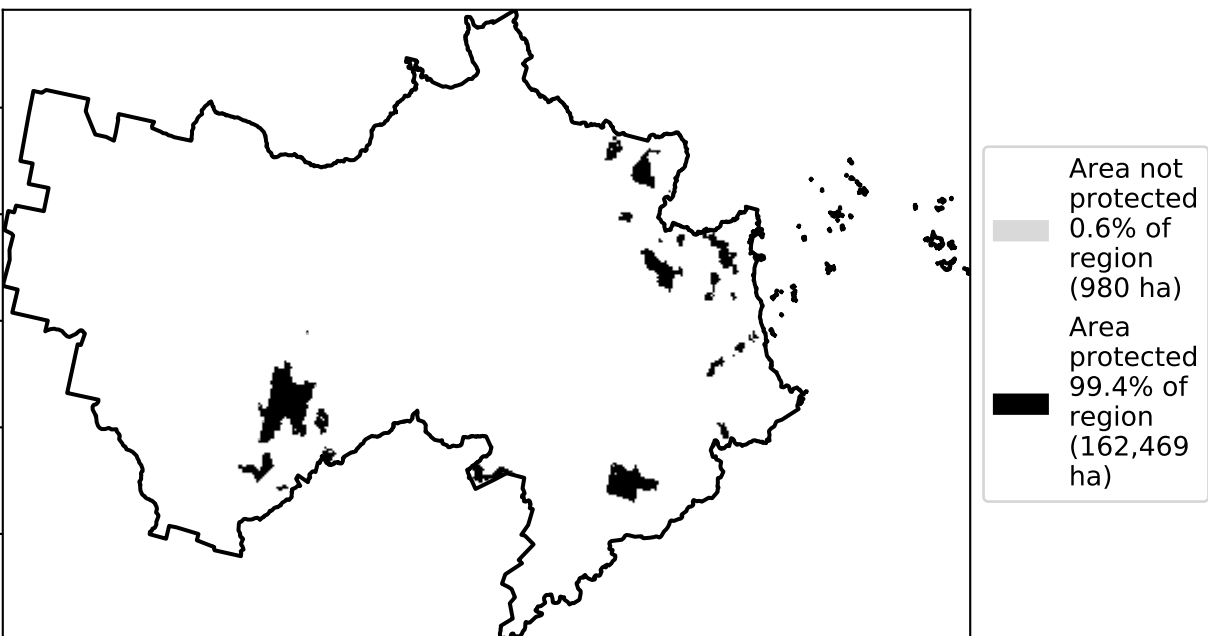 Area not
protected
0.6% of
region
(980 ha)
Area
protected
99.4% of
region
(162,469
ha)